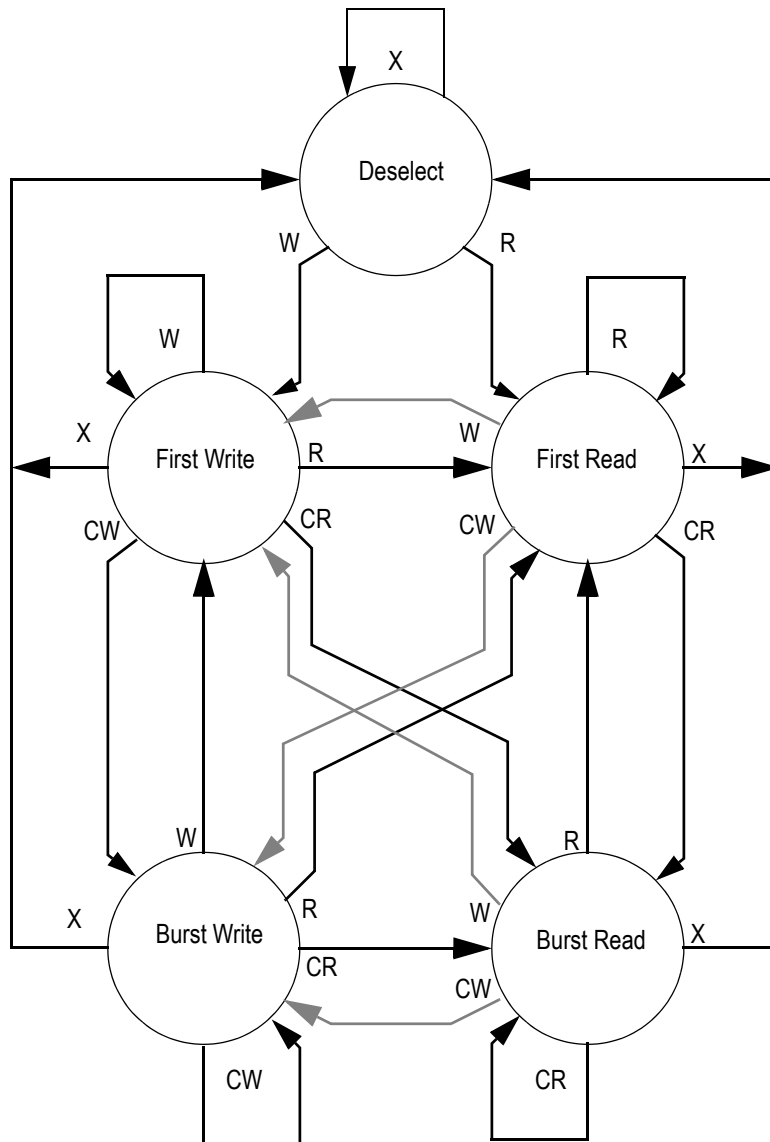 X
Deselect
W
R
W
R
X
First Write
R
W
First Read
X
CW
CR
CW
CR
W
R
X
Burst Write
R
W
Burst Read
X
CR
CW
CW
CR